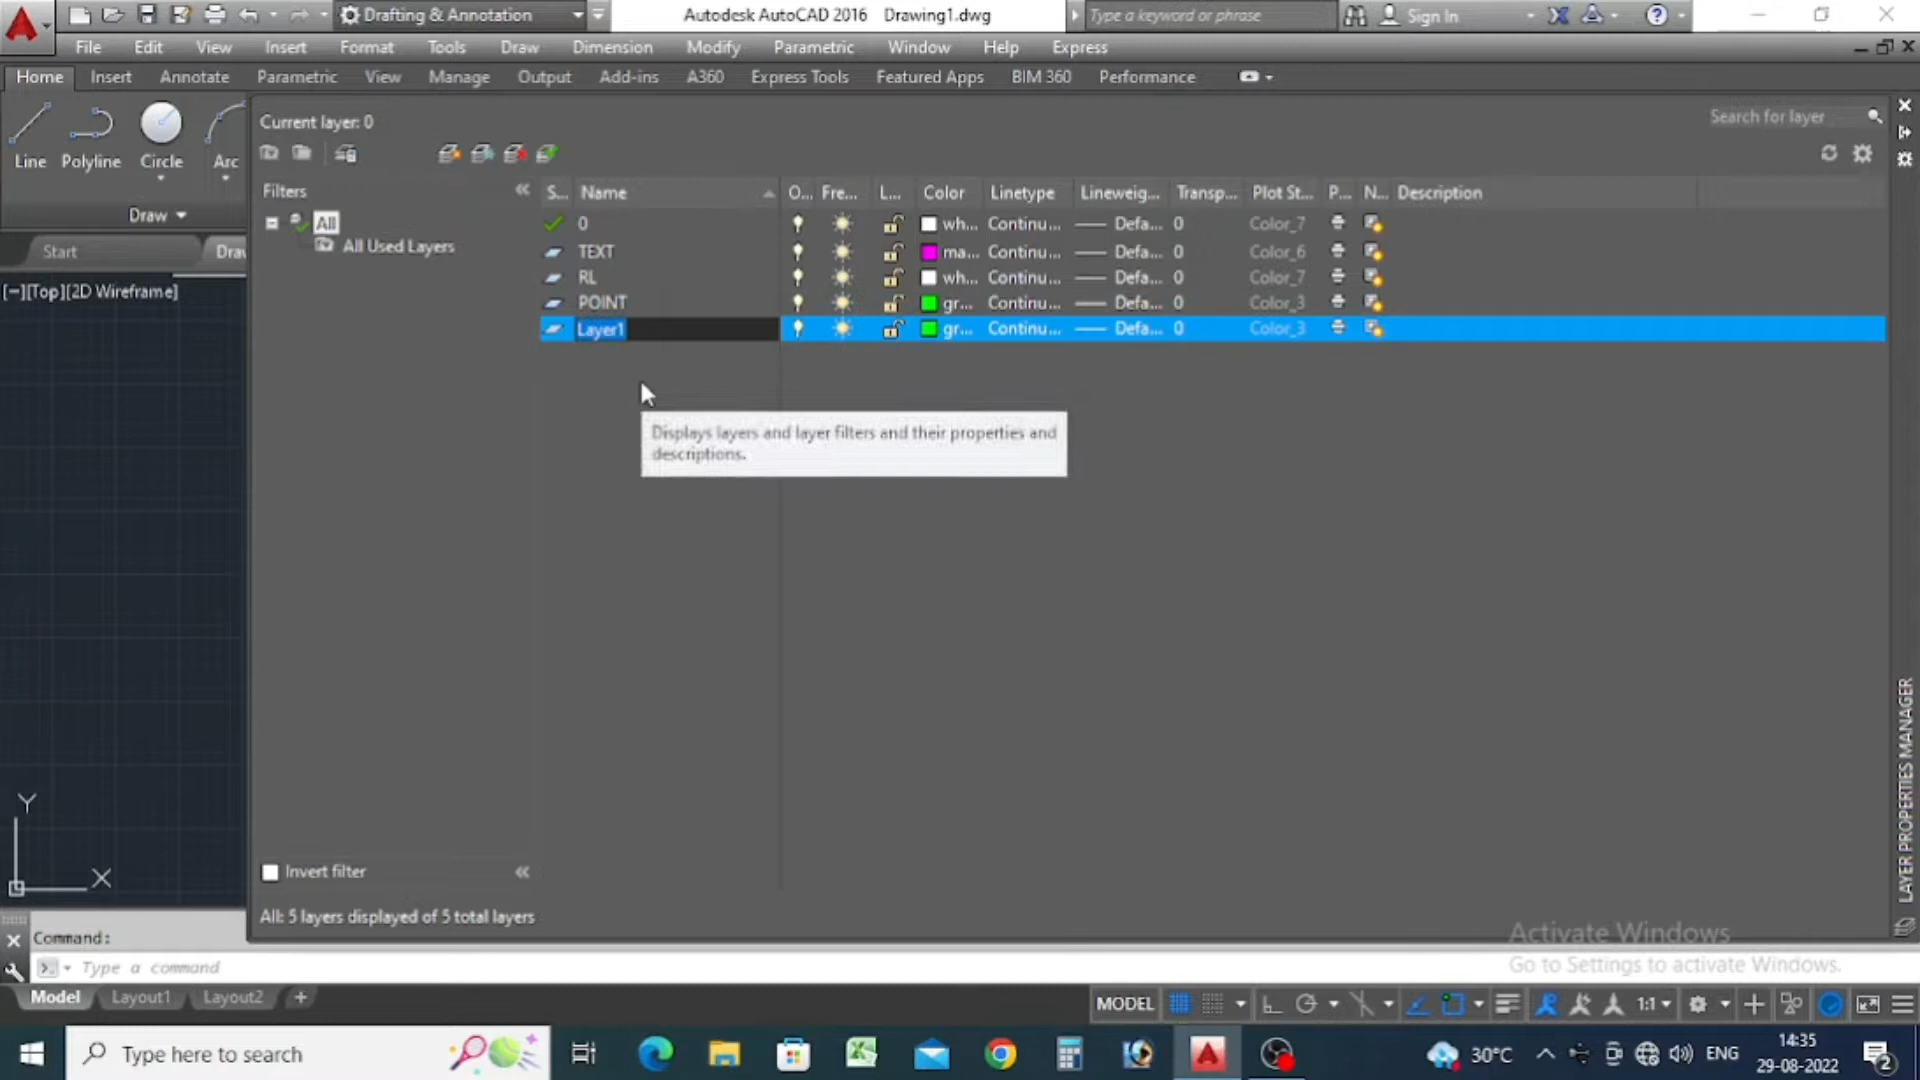 Drafting & Annotation
Autodesk AutoCAD 2016 Drawing1.dwg
Type a keyword or phrase
Sign In
File Edit View Insert Format Tools Draw Dimension Modify Parametric Window Help Express
Home Insert Annotate Parametric View Manage Output Add-ins A360 Express Tools Featured Apps BIM 360 Performance
Line Polyline Circle Arc
Draw
Start
Draw
[−][Top][2D Wireframe]
Current layer: 0
Search for layer
Filters
All
All Used Layers
S... Name O... Fre... L... Color Linetype Lineweig... Transp... Plot St... P... N... Description
0 wh... Continu... Defa... 0 Color_7
TEXT ma... Continu... Defa... 0 Color_6
RL wh... Continu... Defa... 0 Color_7
POINT gr... Continu... Defa... 0 Color_3
Layer1 gr... Continu... Defa... 0 Color_3
Displays layers and layer filters and their properties and
descriptions.
Invert filter
All: 5 layers displayed of 5 total layers
LAYER PROPERTIES MANAGER
Y
X
Command:
Type a command
Activate Windows
Go to Settings to activate Windows.
Model Layout1 Layout2 +
MODEL 1:1
Type here to search
30°C ENG
14:35
29-08-2022
2